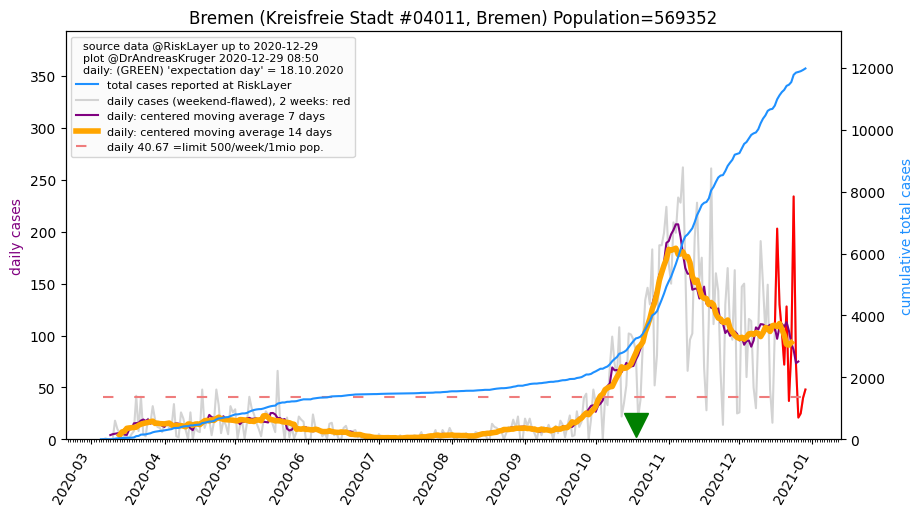 Bremen (Kreisfreie Stadt #04011, Bremen) Population=569352
source data @RiskLayer up to 2020-12-29
plot @DrAndreasKruger 2020-12-29 08:50
daily: (GREEN) 'expectation day' = 18.10.2020
total cases reported at RiskLayer
daily cases (weekend-flawed), 2 weeks: red
daily: centered moving average 7 days
daily: centered moving average 14 days
daily 40.67 =limit 500/week/1mio pop.
daily cases
350
300
250
200
150
100
50
0
12000
10000
8000
6000
4000
2000
0
cumulative total cases
2020-03
2020-04
2020-05
2020-06
2020-07
2020-08
2020-09
2020-10
2020-11
2020-12
2021-01